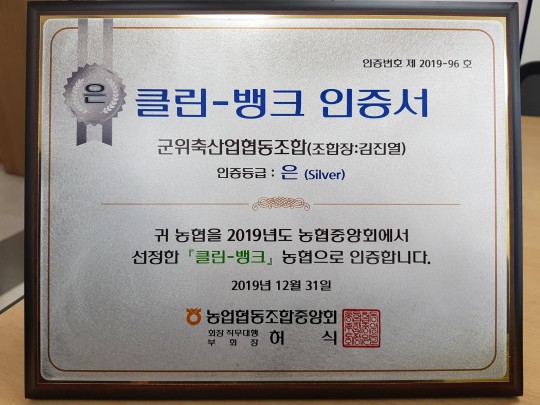 인증번호 제 2019-96 호
은
클린-뱅크 인증서
군위축산업협동조합(조합장:김진열)
인증등급 : 은 (Silver)
귀 농협을 2019년도 농협중앙회에서
선정한 『클린-뱅크』 농협으로 인증합니다.
2019년 12월 31일
농업협동조합중앙회
회장 직무대행
부 회 장 허 식